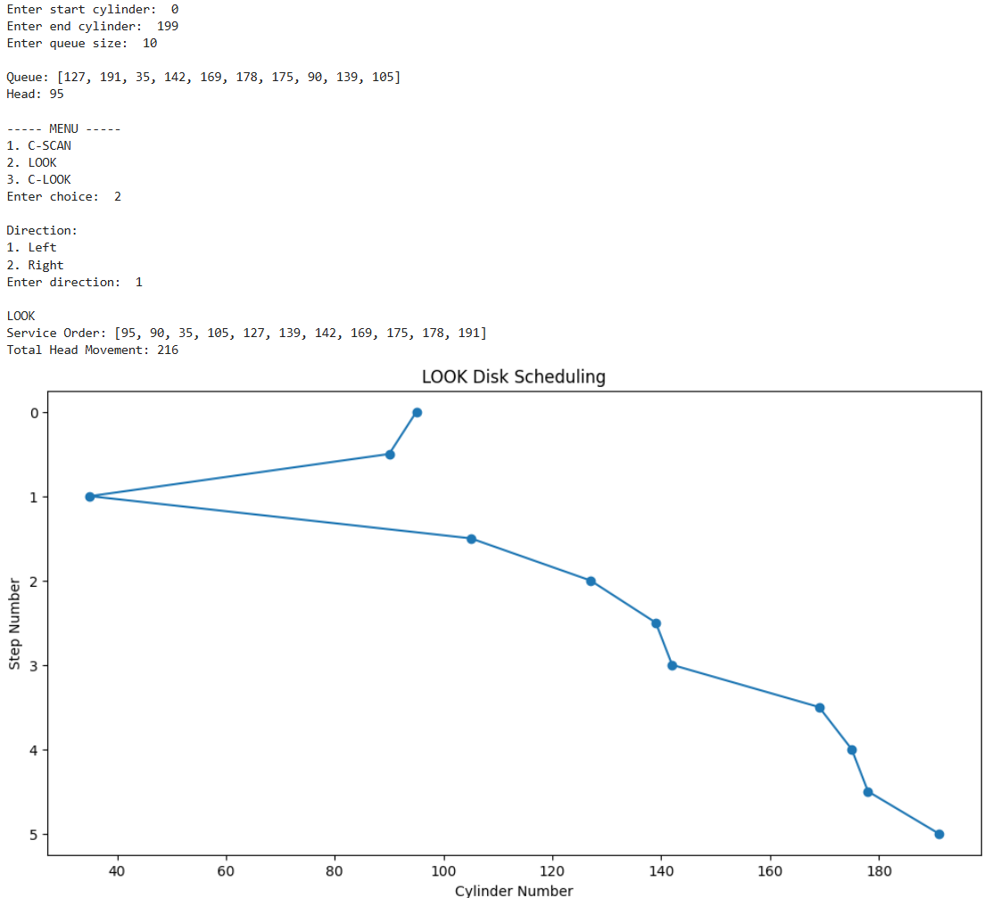 Enter start cylinder:  0
Enter end cylinder:  199
Enter queue size:  10
Queue: [127, 191, 35, 142, 169, 178, 175, 90, 139, 105]
Head: 95
----- MENU -----
1. C-SCAN
2. LOOK
3. C-LOOK
Enter choice:  2
Direction:
1. Left
2. Right
Enter direction:  1
LOOK
Service Order: [95, 90, 35, 105, 127, 139, 142, 169, 175, 178, 191]
Total Head Movement: 216
LOOK Disk Scheduling
Step Number
0
1
2
3
4
5
40 60 80 100 120 140 160 180
Cylinder Number